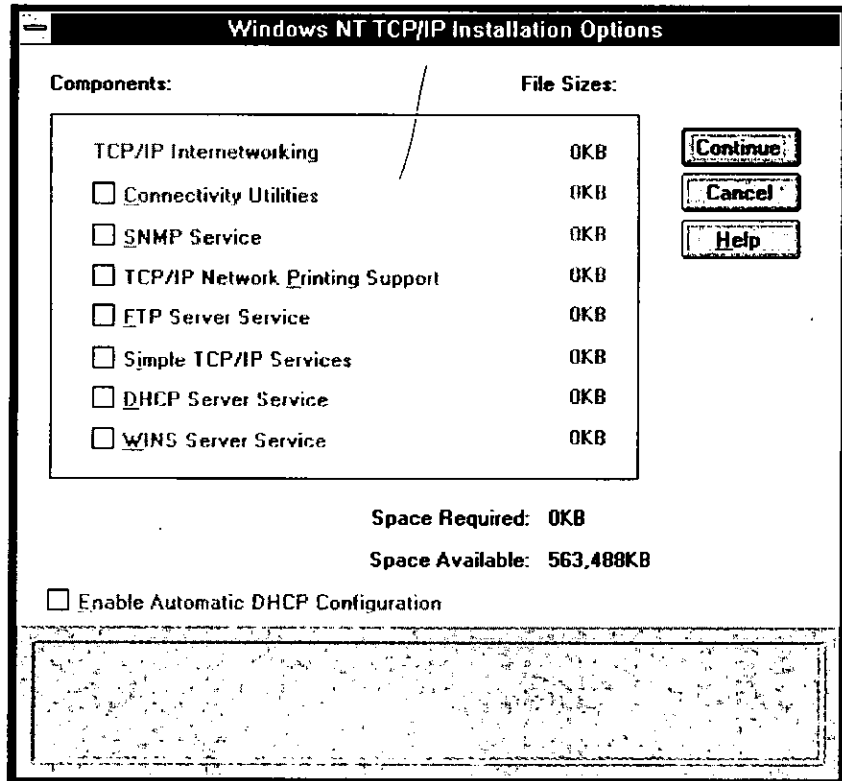 Windows NT TCP/IP Installation Options
Components: File Sizes:
TCP/IP Internetworking 0KB
Continue
Connectivity Utilities 0KB
Cancel
SNMP Service 0KB
Help
TCP/IP Network Printing Support 0KB
FTP Server Service 0KB
Simple TCP/IP Services 0KB
DHCP Server Service 0KB
WINS Server Service 0KB
Space Required: 0KB
Space Available: 563,488KB
Enable Automatic DHCP Configuration